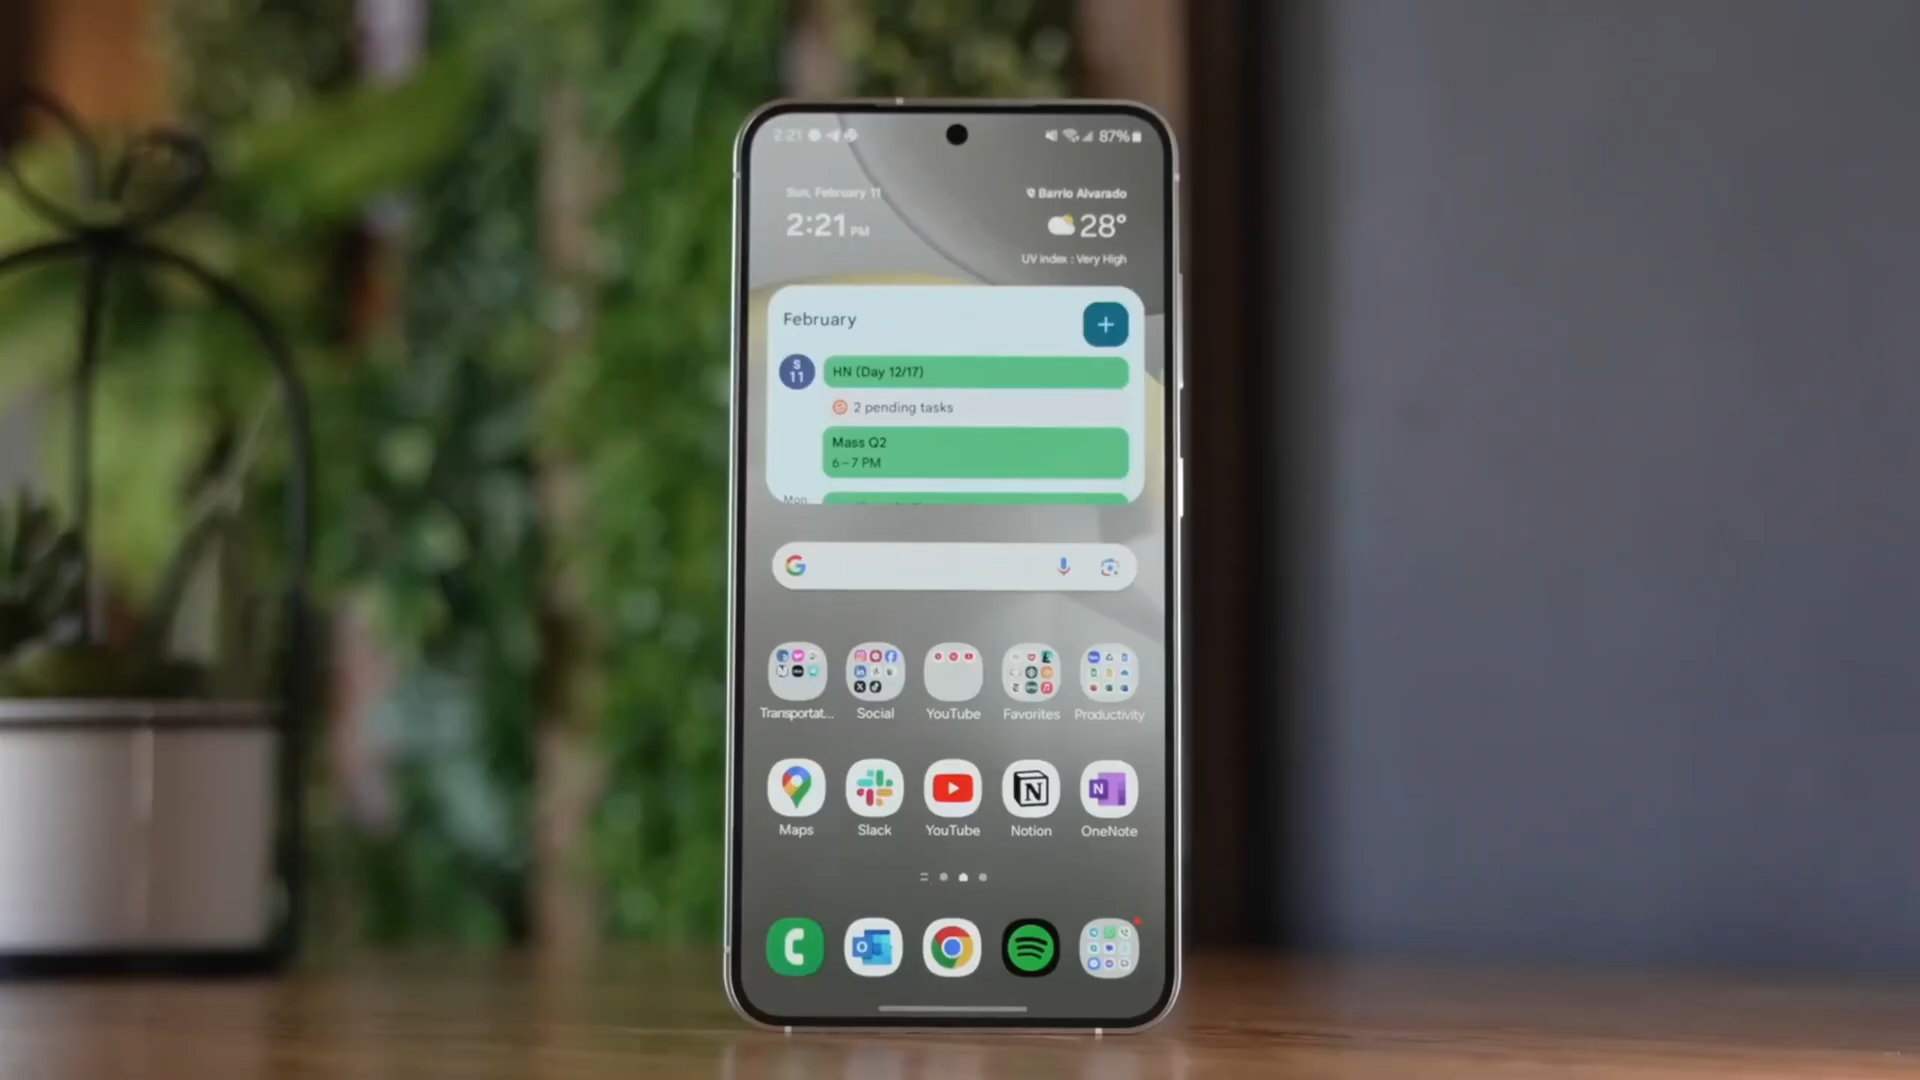 2:21 87%
Sun, February 11
Barrio Alvarado
2:21 PM
28°
UV index : Very High
February
+
S
11
HN (Day 12/17)
2 pending tasks
Mass Q2
6–7 PM
Mon
G
Transportat... Social YouTube Favorites Productivity
N
N
Maps Slack YouTube Notion OneNote
O